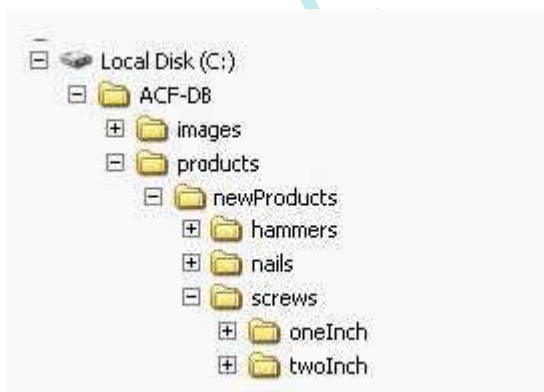 Local Disk (C:)
ACF-DB
images
products
newProducts
hammers
nails
screws
oneInch
twoInch